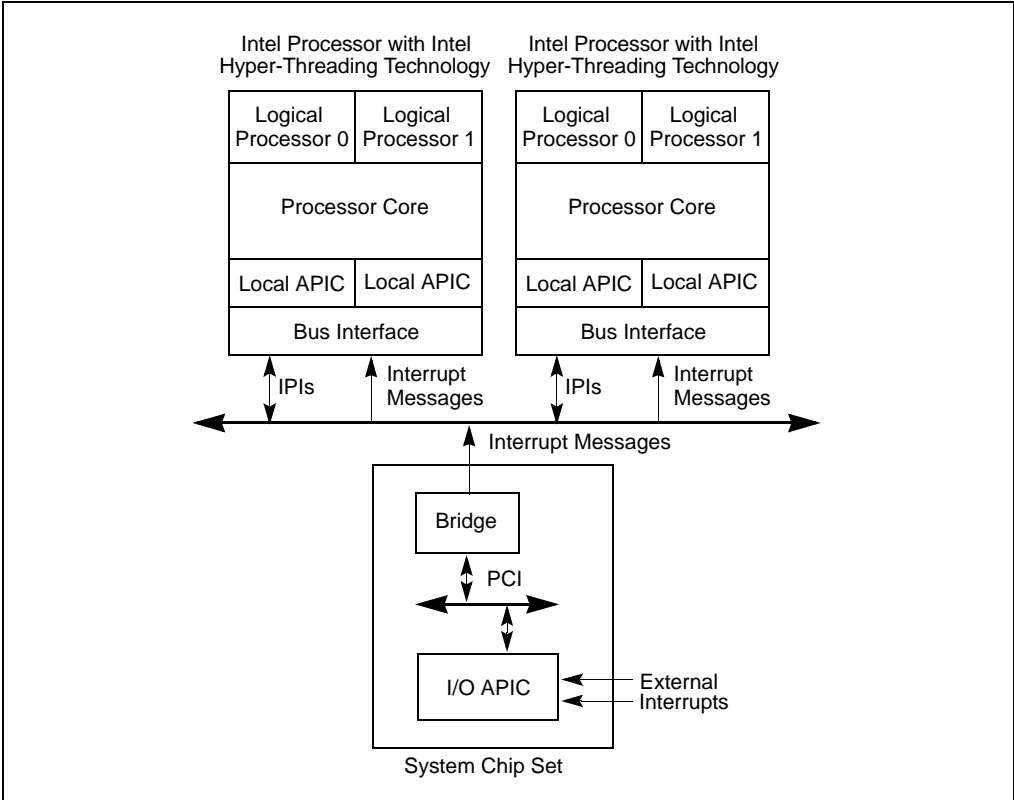 Intel Processor with Intel
Hyper-Threading Technology
Intel Processor with Intel
Hyper-Threading Technology
Logical
Processor 0
Logical
Processor 1
Logical
Processor 0
Logical
Processor 1
Processor Core
Processor Core
Local APIC
Local APIC
Local APIC
Local APIC
Bus Interface
Bus Interface
IPIs
Interrupt
Messages
IPIs
Interrupt
Messages
Interrupt Messages
Bridge
PCI
I/O APIC
External
Interrupts
System Chip Set